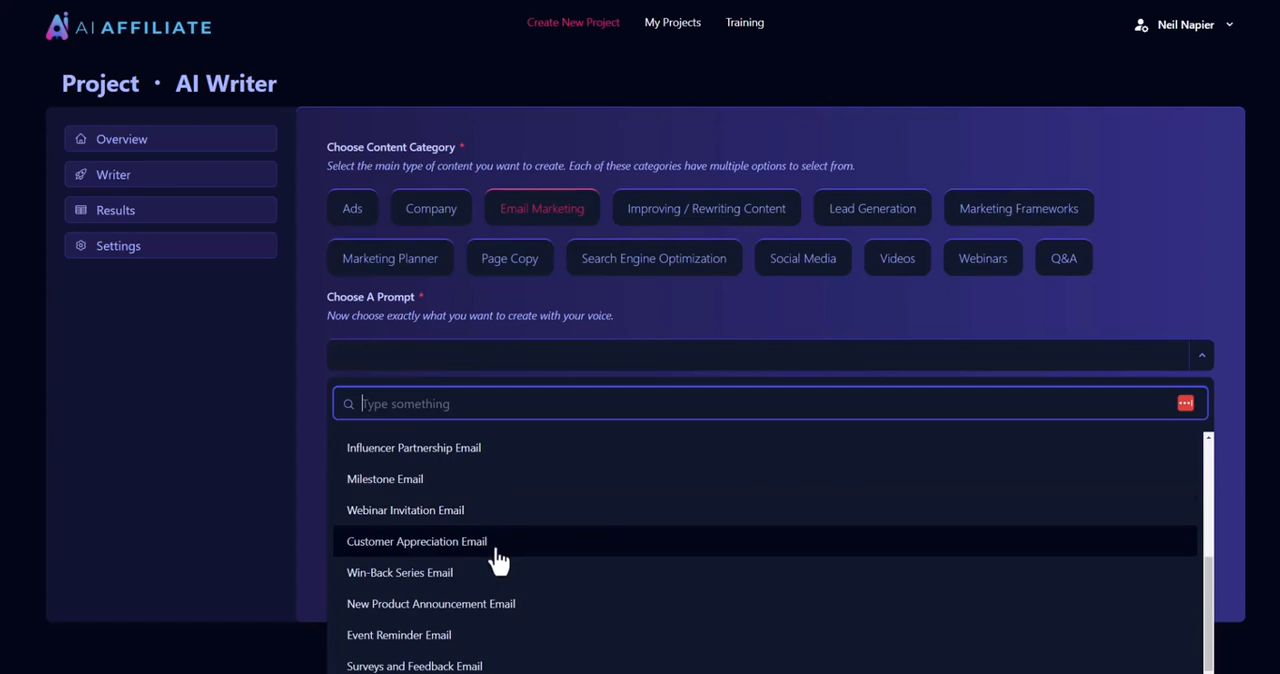 AI AFFILIATE
Create New Project
My Projects
Training
Neil Napier
Project · AI Writer
Overview
Writer
Results
Settings
Choose Content Category *
Select the main type of content you want to create. Each of these categories have multiple options to select from.
Ads
Company
Email Marketing
Improving / Rewriting Content
Lead Generation
Marketing Frameworks
Marketing Planner
Page Copy
Search Engine Optimization
Social Media
Videos
Webinars
Q&A
Choose A Prompt *
Now choose exactly what you want to create with your voice.
Type something
Influencer Partnership Email
Milestone Email
Webinar Invitation Email
Customer Appreciation Email
Win-Back Series Email
New Product Announcement Email
Event Reminder Email
Surveys and Feedback Email